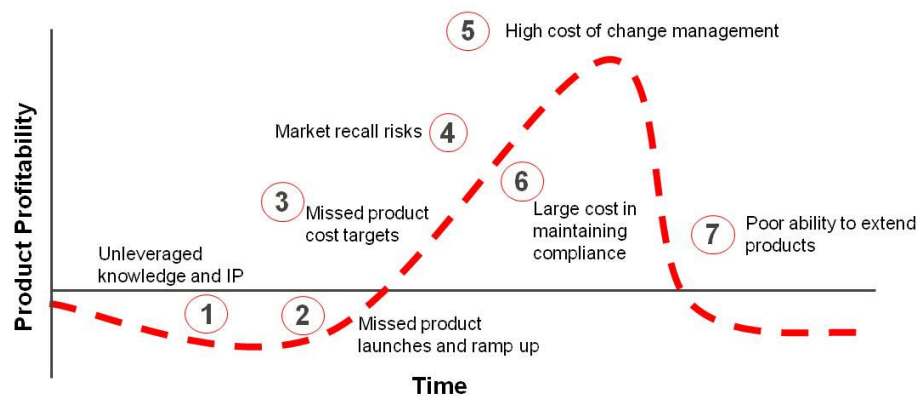 5 High cost of change management
Market recall risks 4
3 Missed product
cost targets
6 Large cost in
maintaining
compliance
7 Poor ability to extend
products
Unleveraged
knowledge and IP
1
2
Missed product
launches and ramp up
Product Profitability
Time